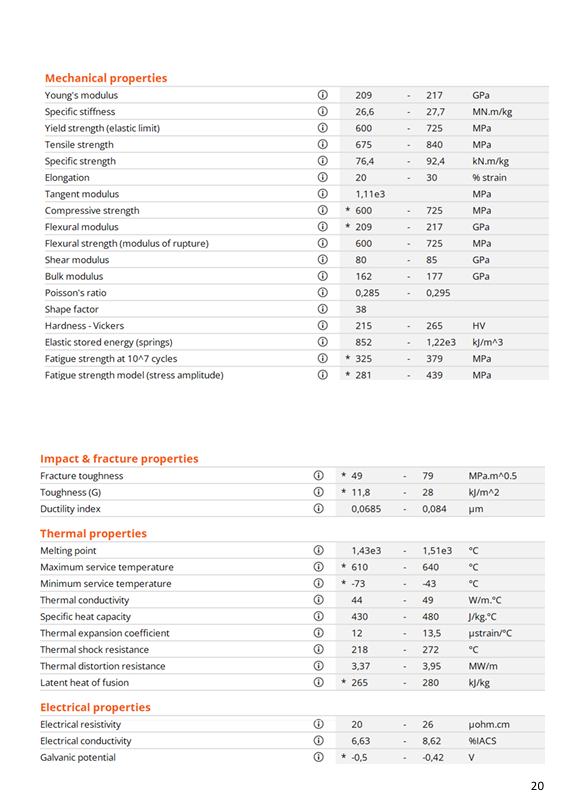 Mechanical properties
Young's modulus 209 - 217 GPa
Specific stiffness 26,6 - 27,7 MN.m/kg
Yield strength (elastic limit) 600 - 725 MPa
Tensile strength 675 - 840 MPa
Specific strength 76,4 - 92,4 kN.m/kg
Elongation 20 - 30 % strain
Tangent modulus 1,11e3 MPa
Compressive strength * 600 - 725 MPa
Flexural modulus * 209 - 217 GPa
Flexural strength (modulus of rupture) 600 - 725 MPa
Shear modulus 80 - 85 GPa
Bulk modulus 162 - 177 GPa
Poisson's ratio 0,285 - 0,295
Shape factor 38
Hardness - Vickers 215 - 265 HV
Elastic stored energy (springs) 852 - 1,22e3 kJ/m^3
Fatigue strength at 10^7 cycles * 325 - 379 MPa
Fatigue strength model (stress amplitude) * 281 - 439 MPa
Impact & fracture properties
Fracture toughness * 49 - 79 MPa.m^0.5
Toughness (G) * 11,8 - 28 kJ/m^2
Ductility index 0,0685 - 0,084 µm
Thermal properties
Melting point 1,43e3 - 1,51e3 °C
Maximum service temperature * 610 - 640 °C
Minimum service temperature * -73 - -43 °C
Thermal conductivity 44 - 49 W/m.°C
Specific heat capacity 430 - 480 J/kg.°C
Thermal expansion coefficient 12 - 13,5 µstrain/°C
Thermal shock resistance 218 - 272 °C
Thermal distortion resistance 3,37 - 3,95 MW/m
Latent heat of fusion * 265 - 280 kJ/kg
Electrical properties
Electrical resistivity 20 - 26 µohm.cm
Electrical conductivity 6,63 - 8,62 %IACS
Galvanic potential * -0,5 - -0,42 V
20